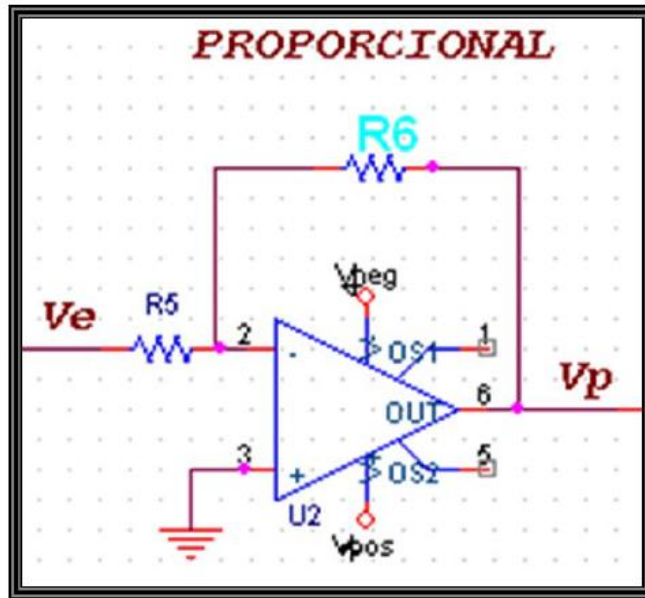 PROPORCIONAL
R6
Vneg
Ve
R5
2
-
OS1
1
OUT
6
Vp
3
+
OS2
5
U2
Vpos